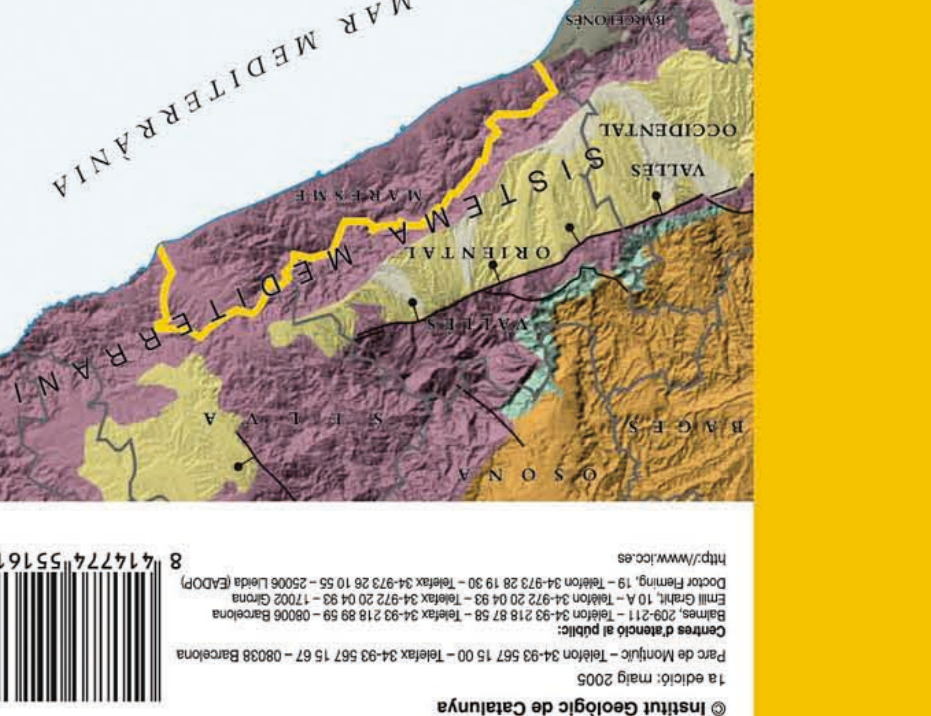 © Institut Geològic de Catalunya
1a edició: maig 2005
Parc de Montjuïc – Telèfon 34-93 567 15 00 – Telefax 34-93 567 15 67 – 08038 Barcelona
Centres d'atenció al públic:
Balmes, 209-211 – Telèfon 34-93 218 87 58 – Telefax 34-93 218 89 59 – 08006 Barcelona
Emili Grahit, 10 A – Telèfon 34-972 20 04 93 – Telefax 34-972 20 04 93 – 17002 Girona
Doctor Fleming, 19 – Telèfon 34-973 28 19 30 – Telefax 34-973 26 10 55 – 25006 Lleida (EADOP)
http://www.icc.es
8 414774 55161
OSONA
BAGES
SELVA
VALLÈS
ORIENTAL
SISTEMA MEDITERRANI
VALLÈS
OCCIDENTAL
MARESME
BARCELONÈS
MAR MEDITERRÀNIA